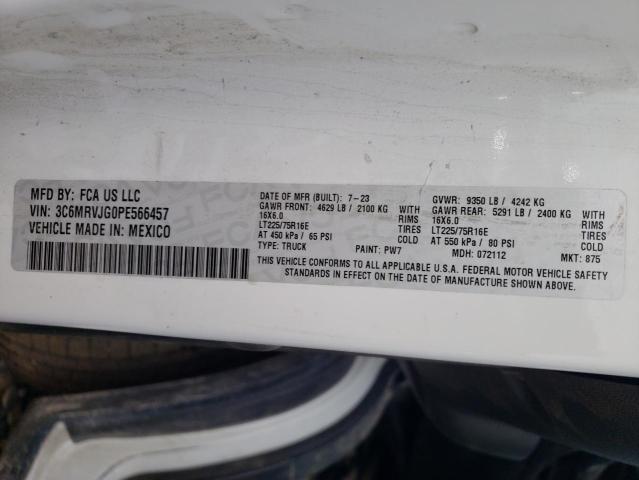 MFD BY: FCA US LLC
VIN: 3C6MRVJG0PE566457
VEHICLE MADE IN: MEXICO
DATE OF MFR (BUILT): 7-23 GVWR: 9350 LB / 4242 KG
GAWR FRONT: 4629 LB / 2100 KG WITH GAWR REAR: 5291 LB / 2400 KG WITH
16X6.0 RIMS 16X6.0 RIMS
LT225/75R16E TIRES LT225/75R16E TIRES
AT 450 kPa / 65 PSI COLD AT 550 kPa / 80 PSI COLD
TYPE: TRUCK PAINT: PW7 MDH: 072112 MKT: 875
THIS VEHICLE CONFORMS TO ALL APPLICABLE U.S.A. FEDERAL MOTOR VEHICLE SAFETY
STANDARDS IN EFFECT ON THE DATE OF MANUFACTURE SHOWN ABOVE.